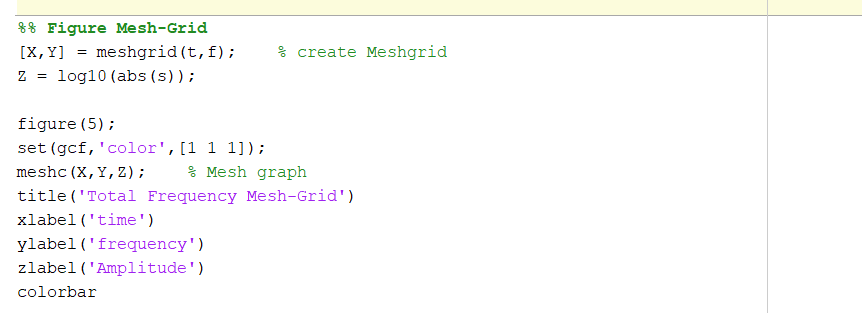 %% Figure Mesh-Grid
[X,Y] = meshgrid(t,f);    % create Meshgrid
Z = log10(abs(s));
figure(5);
set(gcf,'color',[1 1 1]);
meshc(X,Y,Z);    % Mesh graph
title('Total Frequency Mesh-Grid')
xlabel('time')
ylabel('frequency')
zlabel('Amplitude')
colorbar